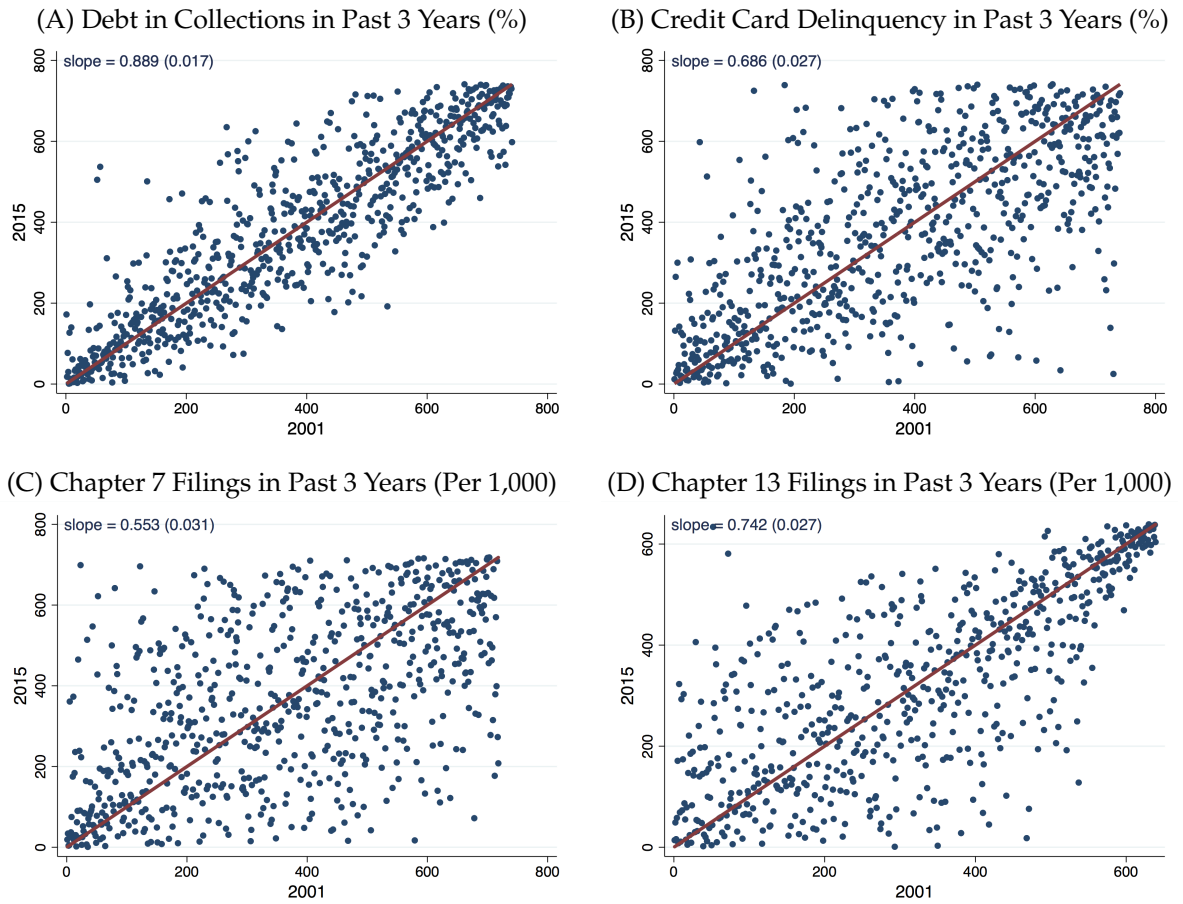 (A) Debt in Collections in Past 3 Years (%)
slope = 0.889 (0.017)
800
600
400
200
0
2015
0 200 400 600 800
2001
(B) Credit Card Delinquency in Past 3 Years (%)
slope = 0.686 (0.027)
800
600
400
200
0
2015
0 200 400 600 800
2001
(C) Chapter 7 Filings in Past 3 Years (Per 1,000)
slope = 0.553 (0.031)
800
600
400
200
0
2015
0 200 400 600 800
2001
(D) Chapter 13 Filings in Past 3 Years (Per 1,000)
slope = 0.742 (0.027)
600
400
200
0
2015
0 200 400 600
2001